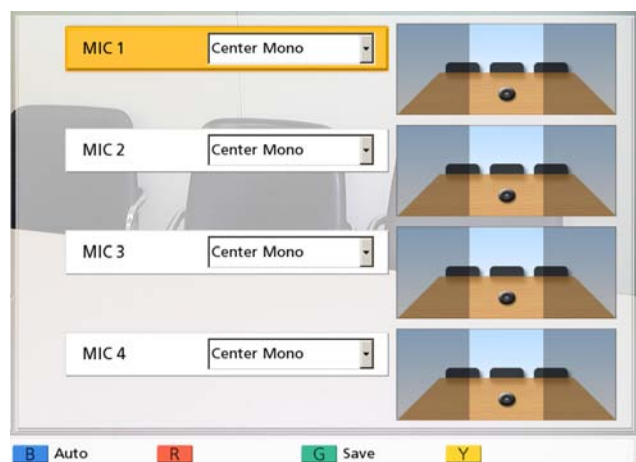 MIC 1 Center Mono
MIC 2 Center Mono
MIC 3 Center Mono
MIC 4 Center Mono
B Auto R G Save Y